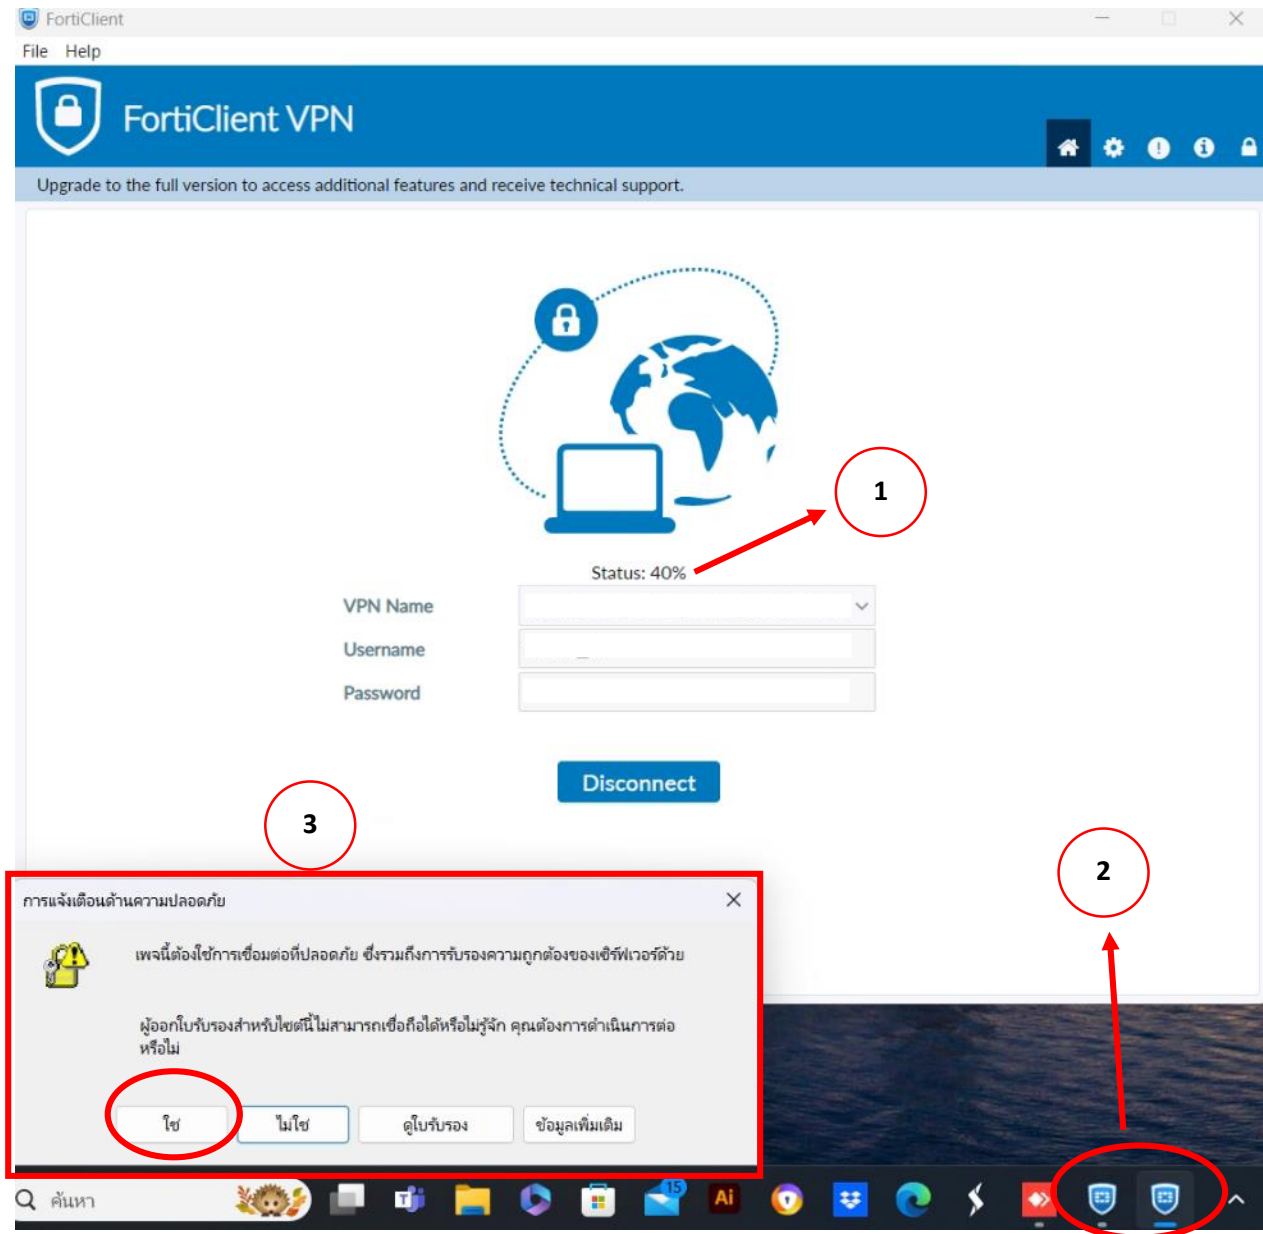 FortiClient
File Help
FortiClient VPN
Upgrade to the full version to access additional features and receive technical support.
1
Status: 40%
VPN Name
Username
Password
Disconnect
3
2
การแจ้งเตือนด้านความปลอดภัย
เพจนี้ต้องใช้การเชื่อมต่อที่ปลอดภัย ซึ่งรวมถึงการรับรองความถูกต้องของเซิร์ฟเวอร์ด้วย
ผู้ออกใบรับรองสำหรับไซต์นี้ไม่สามารถเชื่อถือได้หรือไม่รู้จัก คุณต้องการดำเนินการต่อ
หรือไม่
ใช่ ไม่ใช่ ดูใบรับรอง ข้อมูลเพิ่มเติม
ค้นหา 15 Ai